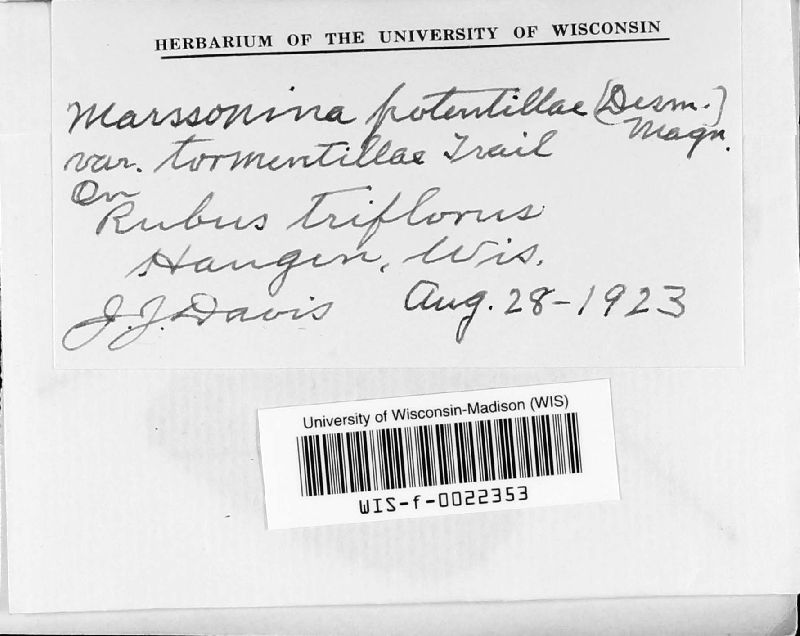 HERBARIUM OF THE UNIVERSITY OF WISCONSIN
Marssonina potentillae (Desm.)
Magn.
var. tormentillae Trail
On
Rubus triflorus
Haugen, Wis.
J.J. Davis Aug. 28-1923
University of Wisconsin-Madison (WIS)
WIS-f-0022353